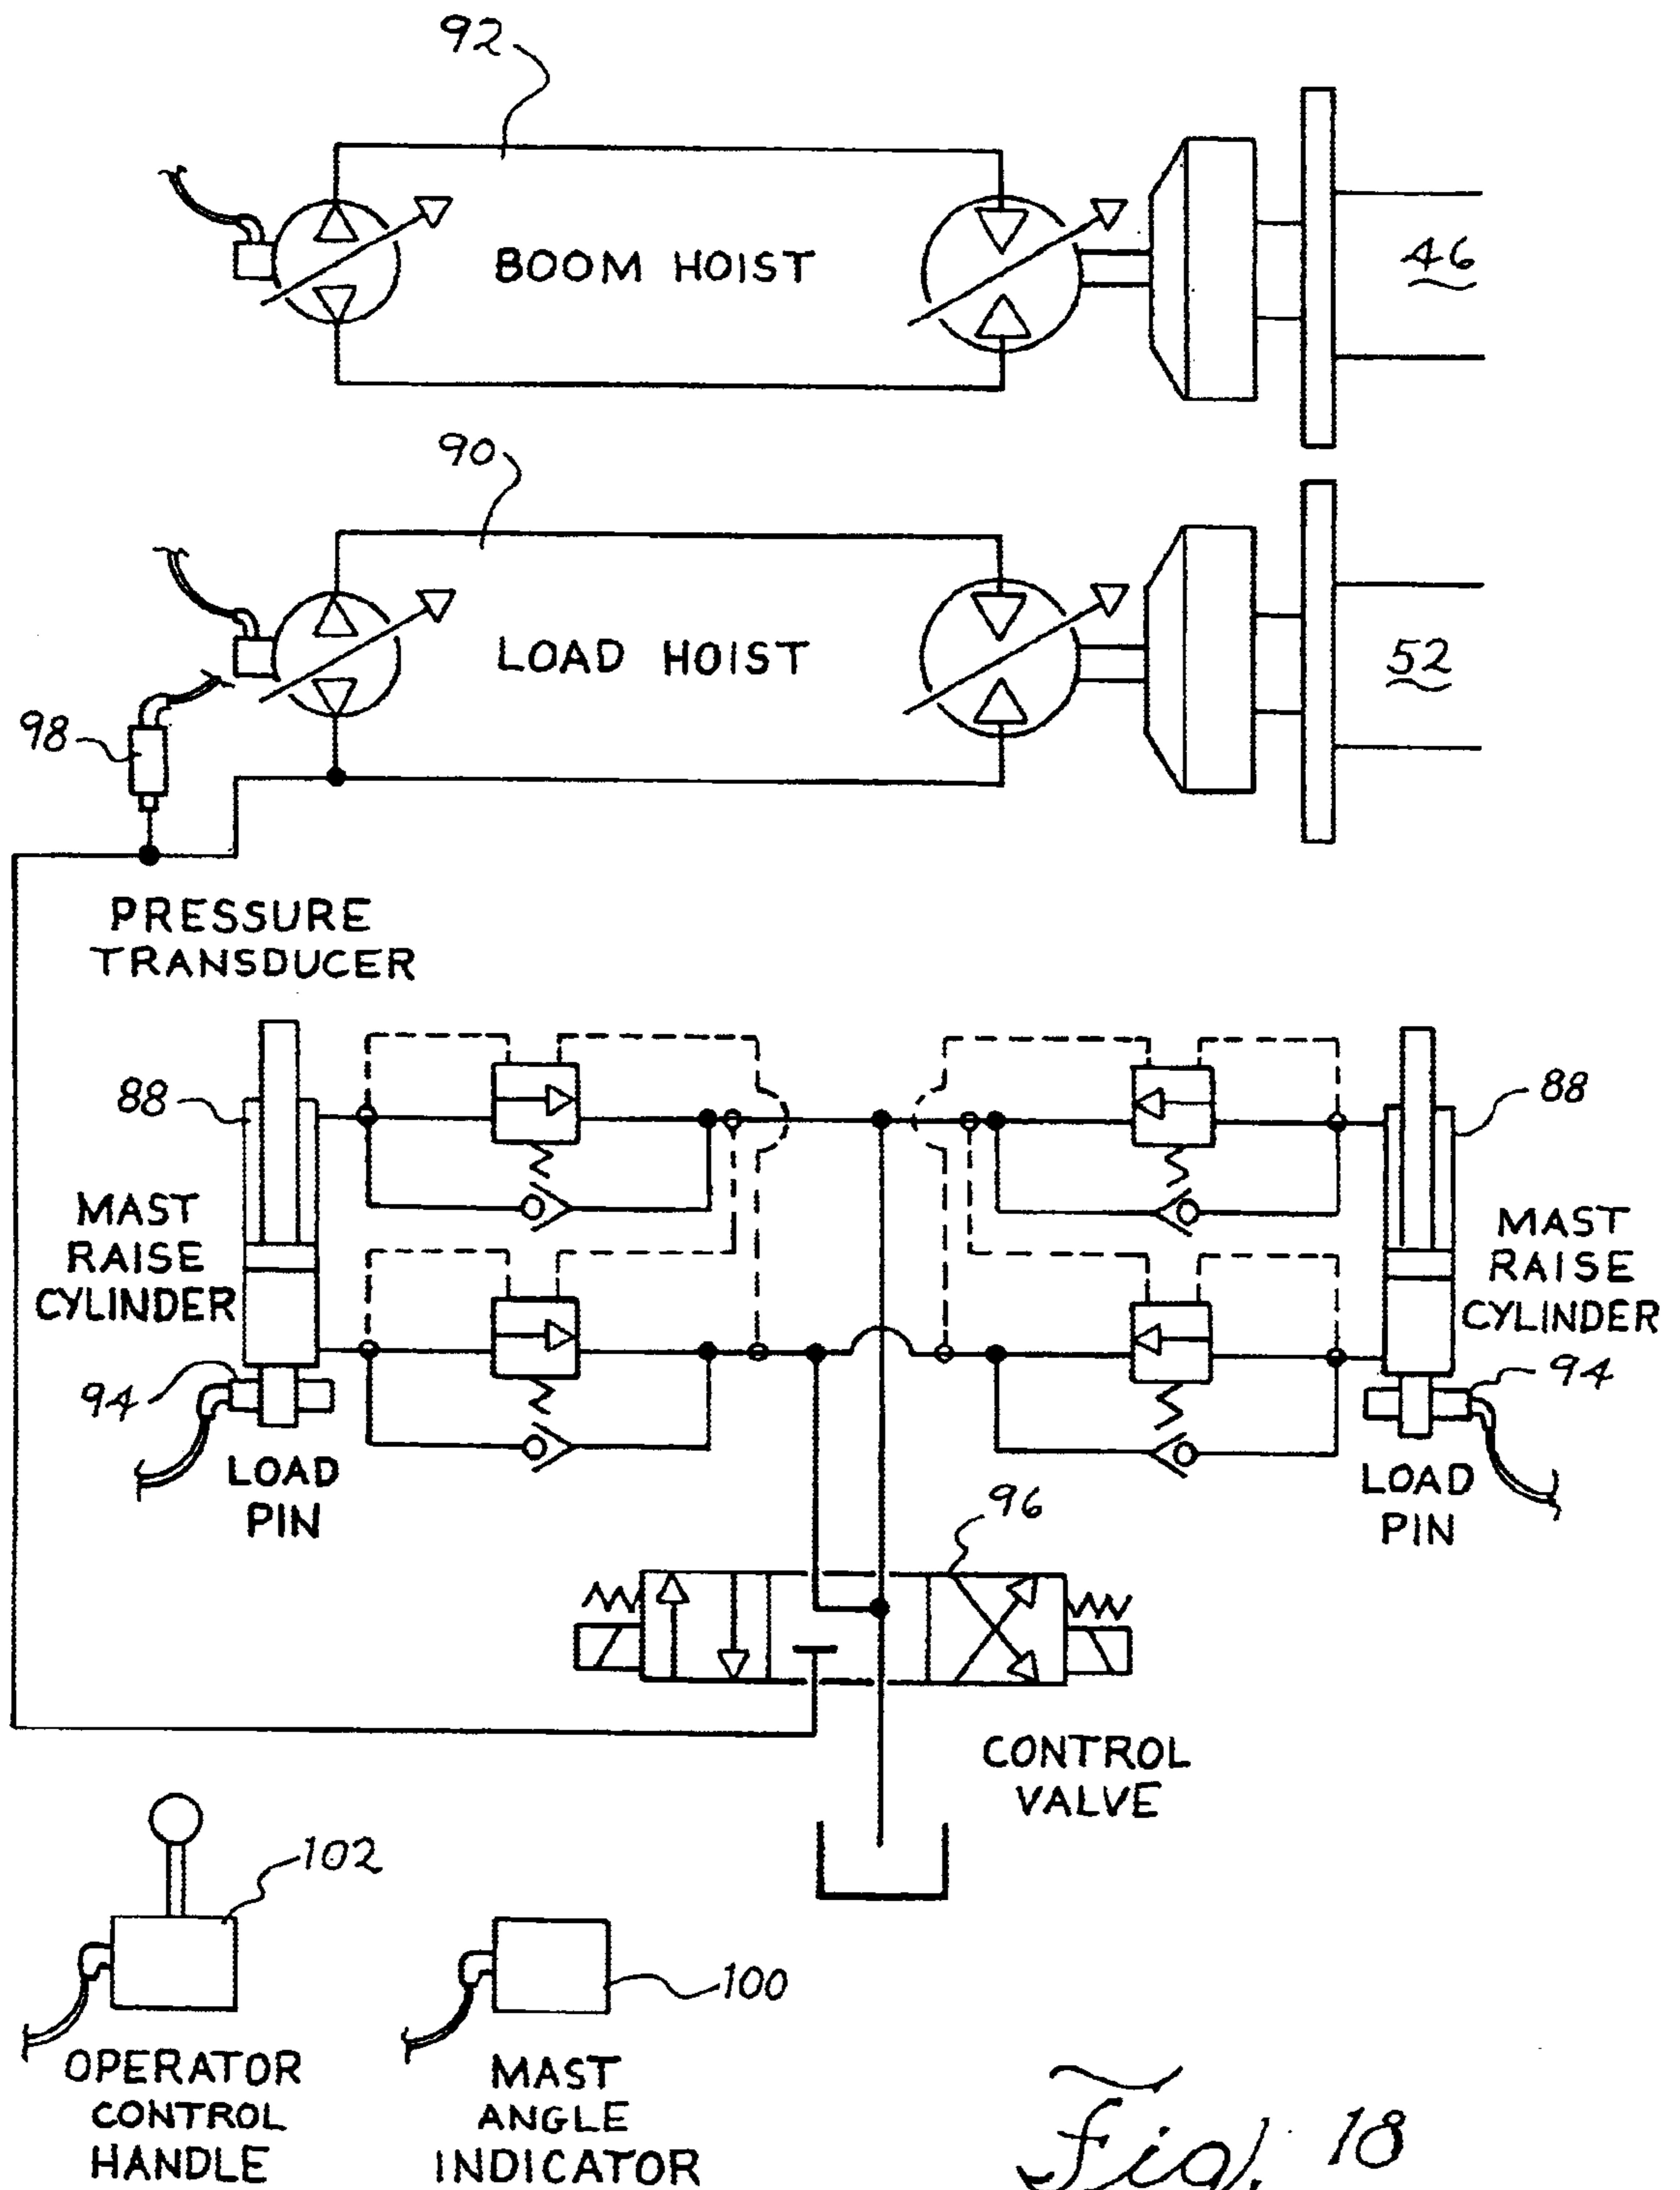 92
BOOM HOIST
46
90
LOAD HOIST
52
98
PRESSURE
TRANSDUCER
88
88
MAST
RAISE
CYLINDER
MAST
RAISE
CYLINDER
94
94
LOAD
PIN
LOAD
PIN
96
CONTROL
VALVE
102
100
OPERATOR
CONTROL
HANDLE
MAST
ANGLE
INDICATOR
Fig. 18